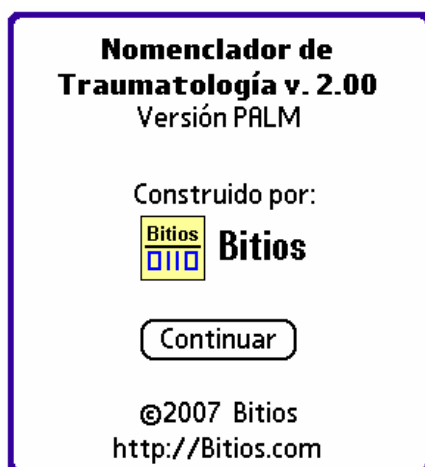 Nomenclador de
Traumatología v. 2.00
Versión PALM
Construido por:
Bitios
0110
Bitios
Continuar
©2007 Bitios
http://Bitios.com